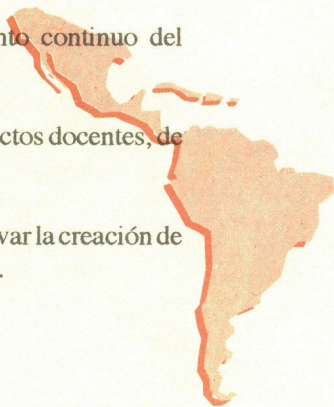 nto continuo del
ctos docentes, de
var la creación de
.